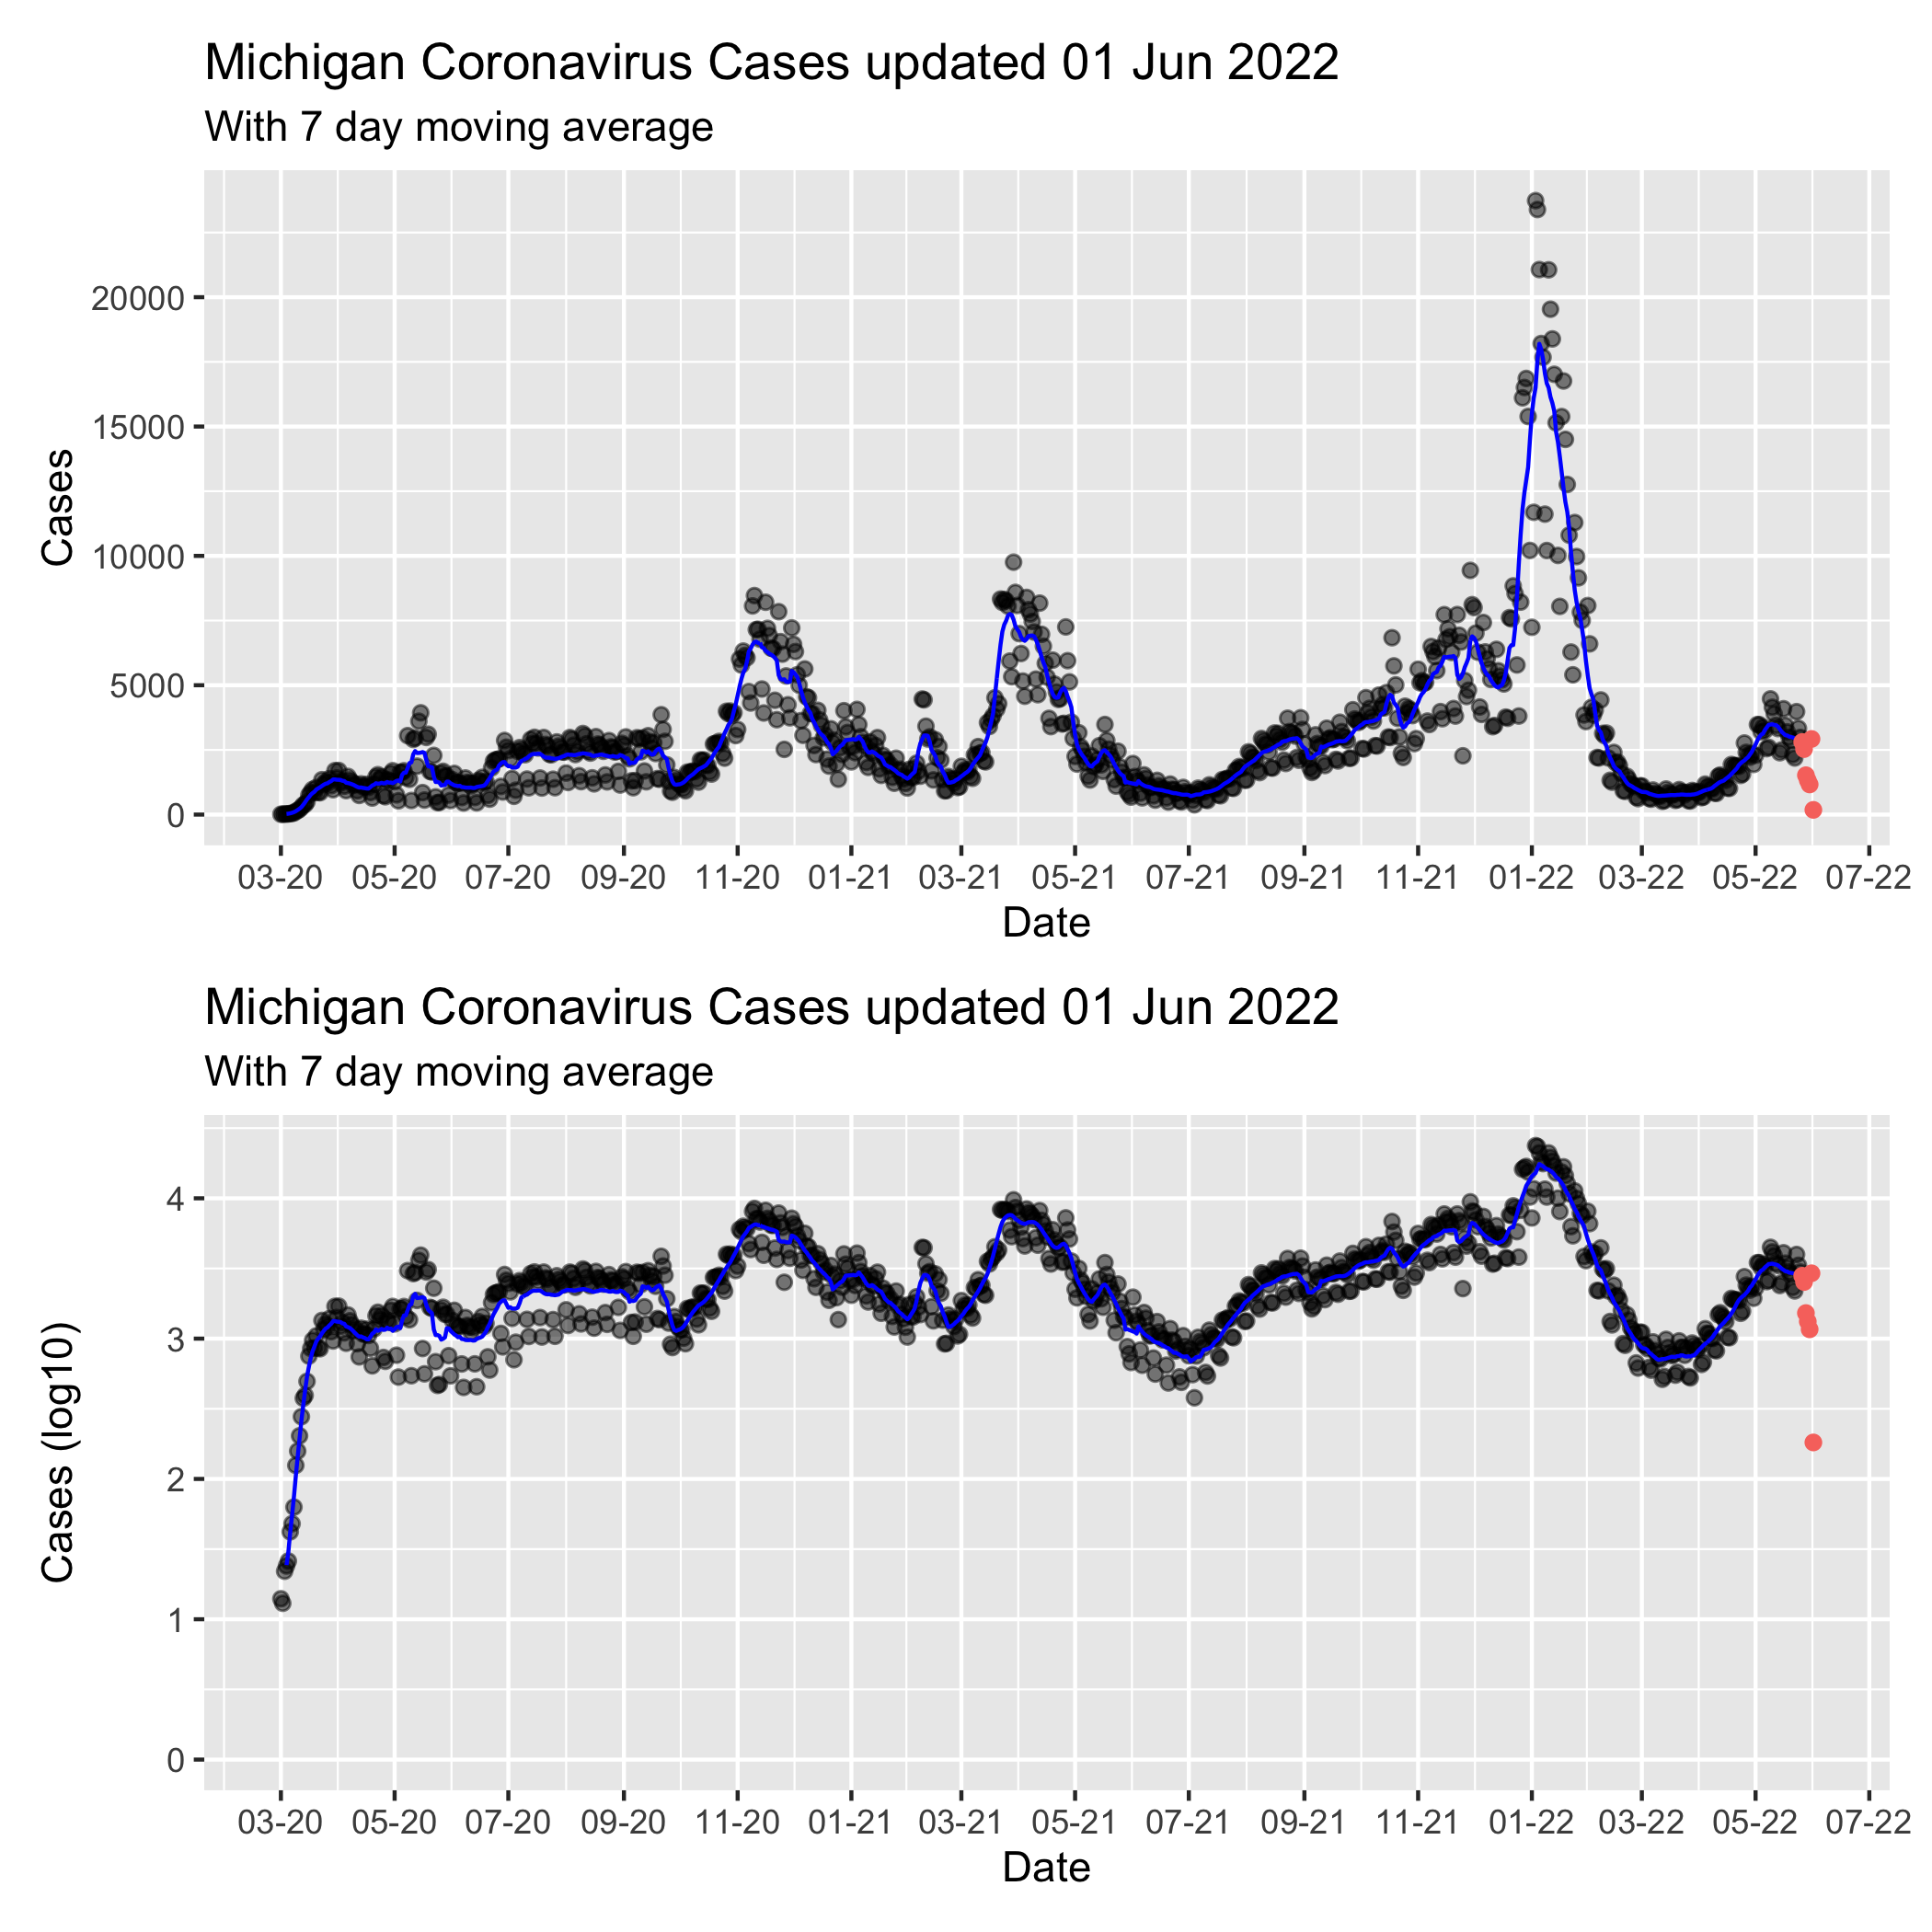 Michigan Coronavirus Cases updated 01 Jun 2022
With 7 day moving average
Cases
20000
15000
10000
5000
0
03-20 05-20 07-20 09-20 11-20 01-21 03-21 05-21 07-21 09-21 11-21 01-22 03-22 05-22 07-22
Date
Michigan Coronavirus Cases updated 01 Jun 2022
With 7 day moving average
Cases (log10)
4
3
2
1
0
03-20 05-20 07-20 09-20 11-20 01-21 03-21 05-21 07-21 09-21 11-21 01-22 03-22 05-22 07-22
Date